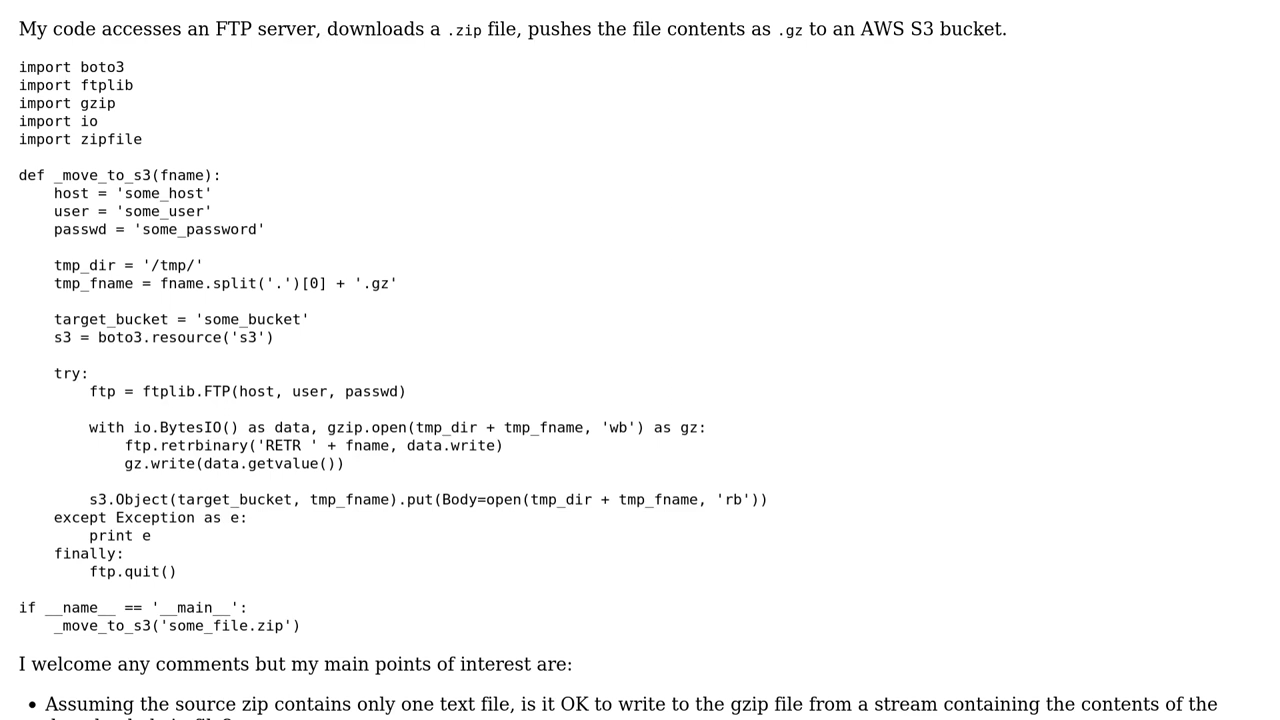 My code accesses an FTP server, downloads a .zip file, pushes the file contents as .gz to an AWS S3 bucket.
import boto3
import ftplib
import gzip
import io
import zipfile
def _move_to_s3(fname):
    host = 'some_host'
    user = 'some_user'
    passwd = 'some_password'
    tmp_dir = '/tmp/'
    tmp_fname = fname.split('.')[0] + '.gz'
    target_bucket = 'some_bucket'
    s3 = boto3.resource('s3')
    try:
        ftp = ftplib.FTP(host, user, passwd)
        with io.BytesIO() as data, gzip.open(tmp_dir + tmp_fname, 'wb') as gz:
            ftp.retrbinary('RETR ' + fname, data.write)
            gz.write(data.getvalue())
        s3.Object(target_bucket, tmp_fname).put(Body=open(tmp_dir + tmp_fname, 'rb'))
    except Exception as e:
        print e
    finally:
        ftp.quit()
if __name__ == '__main__':
    _move_to_s3('some_file.zip')
I welcome any comments but my main points of interest are:
• Assuming the source zip contains only one text file, is it OK to write to the gzip file from a stream containing the contents of the